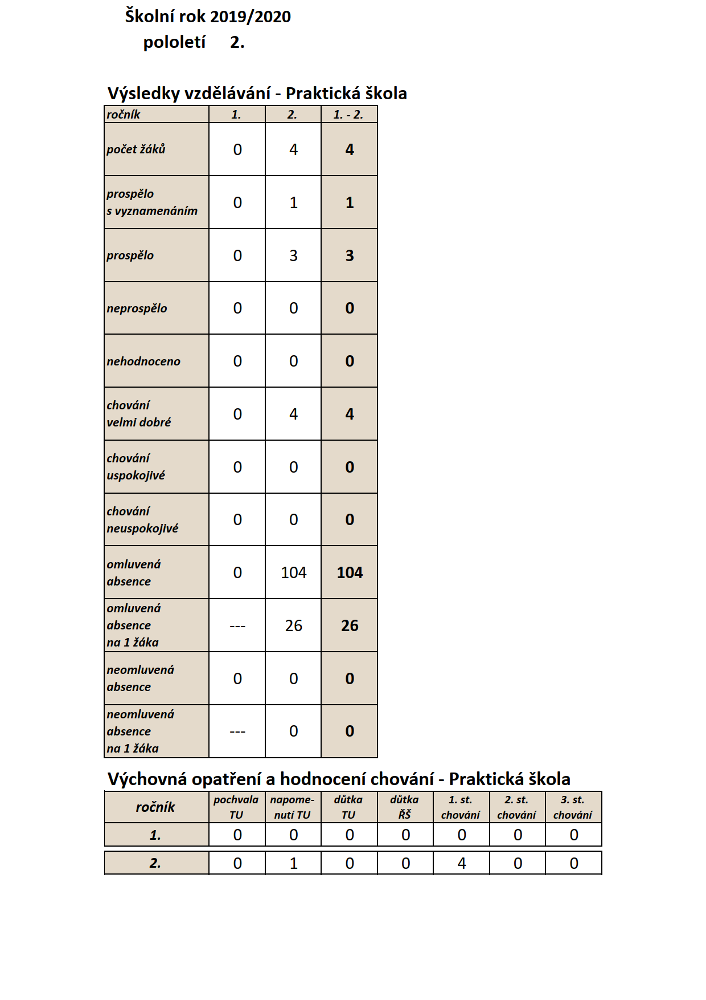 Školní rok 2019/2020
pololetí 2.
Výsledky vzdělávání - Praktická škola
ročník 1. 2. 1. - 2.
počet žáků 0 4 4
prospělo
s vyznamenáním 0 1 1
prospělo 0 3 3
neprospělo 0 0 0
nehodnoceno 0 0 0
chování
velmi dobré 0 4 4
chování
uspokojivé 0 0 0
chování
neuspokojivé 0 0 0
omluvená
absence 0 104 104
omluvená
absence --- 26 26
na 1 žáka
neomluvená
absence 0 0 0
neomluvená
absence --- 0 0
na 1 žáka
Výchovná opatření a hodnocení chování - Praktická škola
ročník pochvala napome- důtka důtka 1. st. 2. st. 3. st.
TU nutí TU TU ŘŠ chování chování chování
1. 0 0 0 0 0 0 0
2. 0 1 0 0 4 0 0